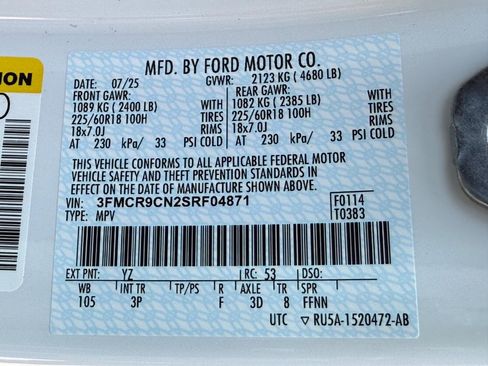 NION
MFD. BY FORD MOTOR CO.
DATE: 07/25 GVWR: 2123 KG ( 4680 LB)
FRONT GAWR: REAR GAWR:
1089 KG ( 2400 LB) WITH 1082 KG ( 2385 LB) WITH
225/60R18 100H TIRES 225/60R18 100H TIRES
18x7.0J RIMS 18x7.0J RIMS
AT 230 kPa/ 33 PSI COLD AT 230 kPa/ 33 PSI COLD
THIS VEHICLE CONFORMS TO ALL APPLICABLE FEDERAL MOTOR
VEHICLE SAFETY AND THEFT PREVENTION STANDARDS IN
EFFECT ON THE DATE OF MANUFACTURE SHOWN ABOVE.
VIN: 3FMCR9CN2SRF04871 F0114
TYPE: MPV T0383
EXT PNT: YZ RC: 53 DSO:
WB INT TR TP/PS R AXLE TR SPR
105 3P F 3D 8 FFNN
UTC ▽ RU5A-1520472-AB